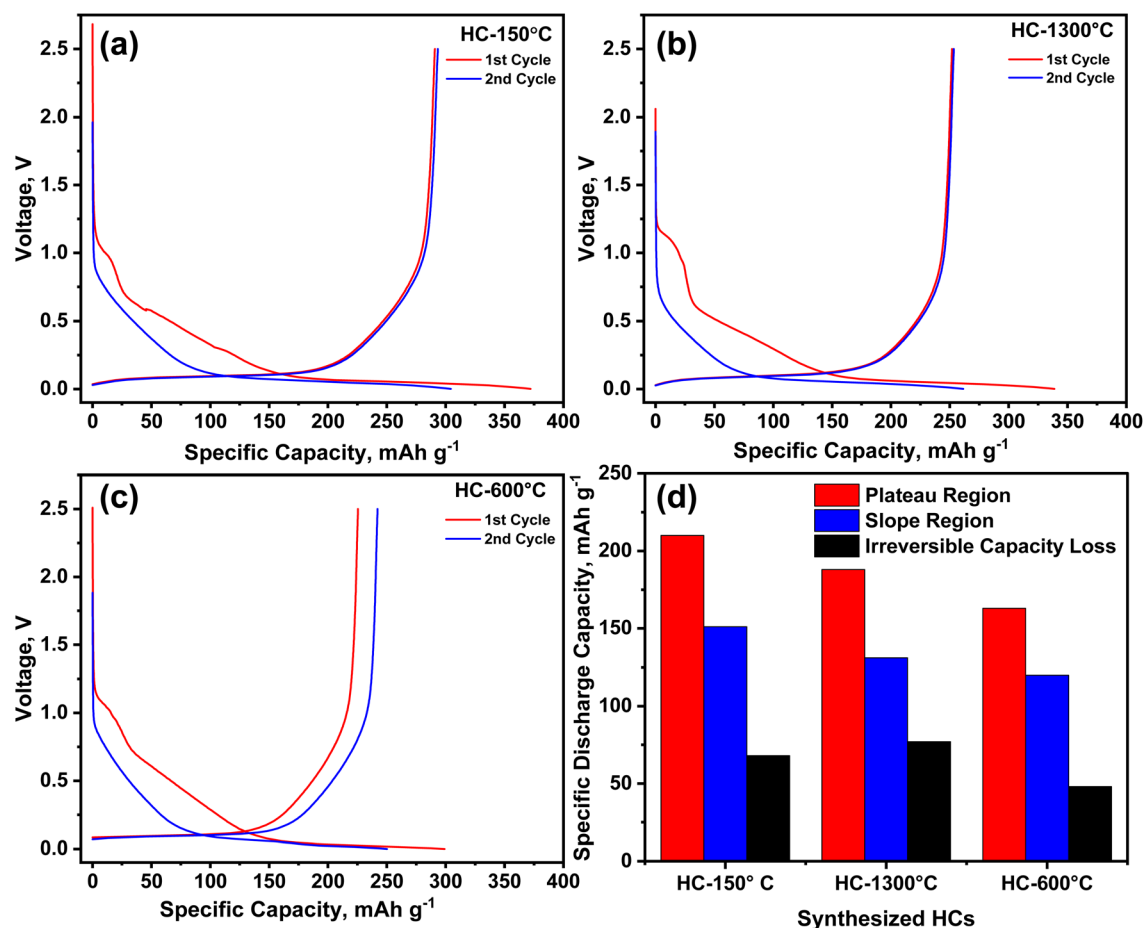 (a)
HC-150°C
1st Cycle
2nd Cycle
2.5
2.0
1.5
1.0
0.5
0.0
Voltage, V
0 50 100 150 200 250 300 350 400
Specific Capacity, mAh g-1
(b)
HC-1300°C
1st Cycle
2nd Cycle
2.5
2.0
1.5
1.0
0.5
0.0
Voltage, V
0 50 100 150 200 250 300 350 400
Specific Capacity, mAh g-1
(c)
HC-600°C
1st Cycle
2nd Cycle
2.5
2.0
1.5
1.0
0.5
0.0
Voltage, V
0 50 100 150 200 250 300 350 400
Specific Capacity, mAh g-1
(d)
Plateau Region
Slope Region
Irreversible Capacity Loss
250
200
150
100
50
0
Specific Discharge Capacity, mAh g-1
HC-150° C HC-1300°C HC-600°C
Synthesized HCs